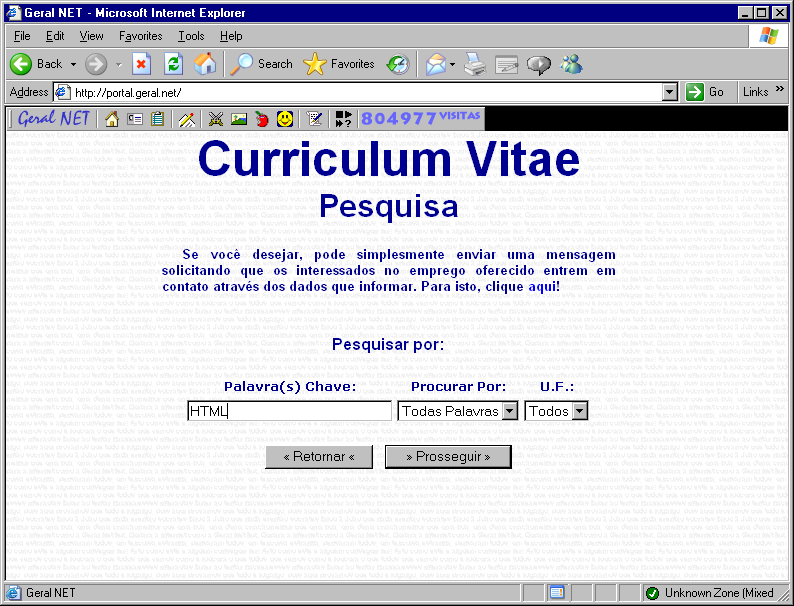 Geral NET - Microsoft Internet Explorer
File Edit View Favorites Tools Help
Back Search Favorites
Address http://portal.geral.net/ Go Links »
Geral NET 804977 VISITAS
Curriculum Vitae
Pesquisa
Se você desejar, pode simplesmente enviar uma mensagem
solicitando que os interessados no emprego oferecido entrem em
contato através dos dados que informar. Para isto, clique aqui!
Pesquisar por:
Palavra(s) Chave: Procurar Por: U.F.:
HTML Todas Palavras Todos
« Retornar « » Prosseguir »
Geral NET Unknown Zone (Mixed